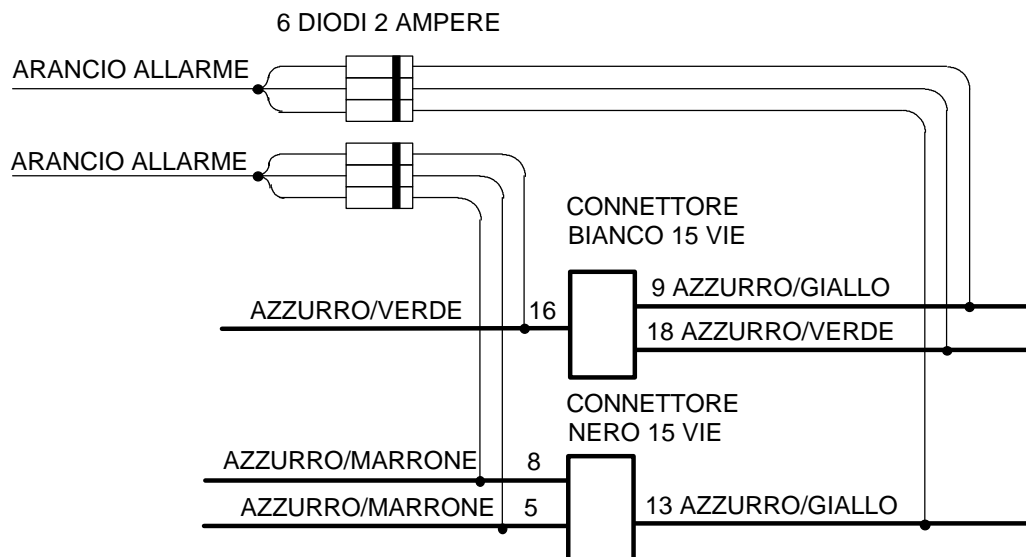 6 DIODI 2 AMPERE
ARANCIO ALLARME
ARANCIO ALLARME
CONNETTORE
BIANCO 15 VIE
9 AZZURRO/GIALLO
AZZURRO/VERDE 16
18 AZZURRO/VERDE
CONNETTORE
NERO 15 VIE
AZZURRO/MARRONE 8
AZZURRO/MARRONE 5
13 AZZURRO/GIALLO